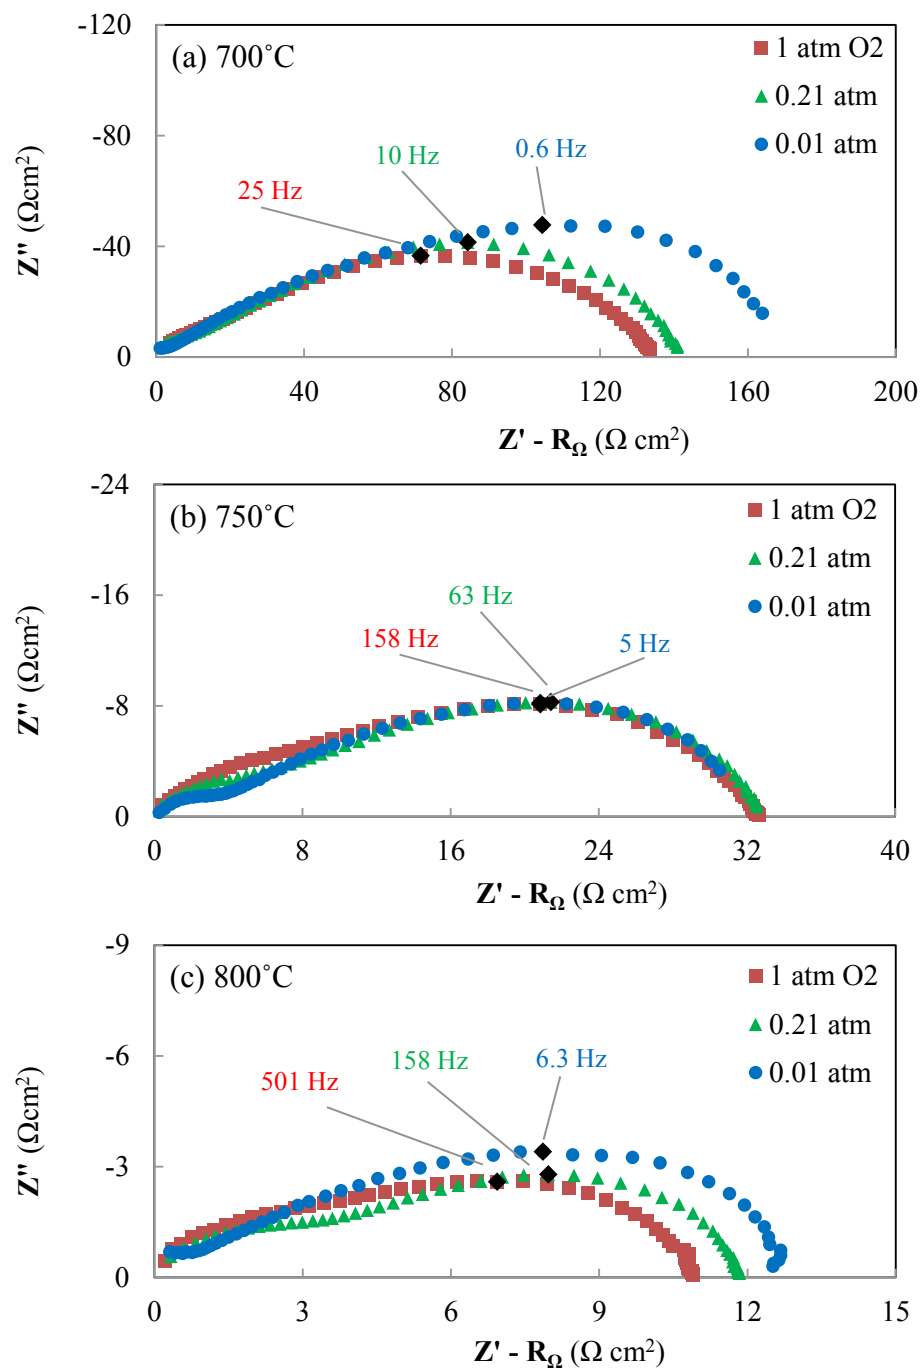 -120
(a) 700˚C
1 atm O2
0.21 atm
0.01 atm
-80
10 Hz
0.6 Hz
25 Hz
-40
0
Z'' (Ωcm²)
0 40 80 120 160 200
Z' - R_Ω (Ω cm²)
-24
(b) 750˚C
1 atm O2
0.21 atm
0.01 atm
-16
63 Hz
158 Hz
5 Hz
-8
0
Z'' (Ωcm²)
0 8 16 24 32 40
Z' - R_Ω (Ω cm²)
-9
(c) 800˚C
1 atm O2
0.21 atm
0.01 atm
-6
158 Hz
6.3 Hz
501 Hz
-3
0
Z'' (Ωcm²)
0 3 6 9 12 15
Z' - R_Ω (Ω cm²)